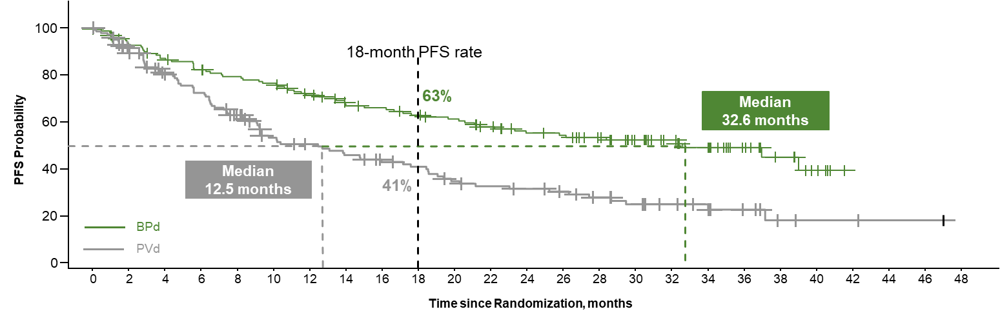 18-month PFS rate
63%
Median
32.6 months
Median
12.5 months
41%
BPd
PVd
PFS Probability
100
80
60
40
20
0
0 2 4 6 8 10 12 14 16 18 20 22 24 26 28 30 32 34 36 38 40 42 44 46 48
Time since Randomization, months